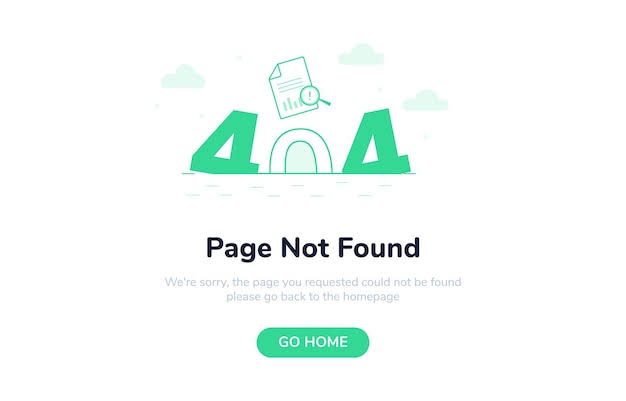 404
Page Not Found
We're sorry, the page you requested could not be found
please go back to the homepage
GO HOME